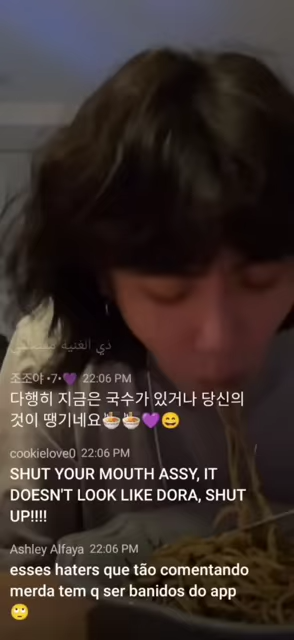 دي الغنية
조조야 •7•💜 22:06 PM
다행히 지금은 국수가 있거나 당신의
것이 땡기네요🍜🍜💜😄
cookielove0 22:06 PM
SHUT YOUR MOUTH ASSY, IT
DOESN'T LOOK LIKE DORA, SHUT
UP!!!!
Ashley Alfaya 22:06 PM
esses haters que tão comentando
merda tem q ser banidos do app
🙄